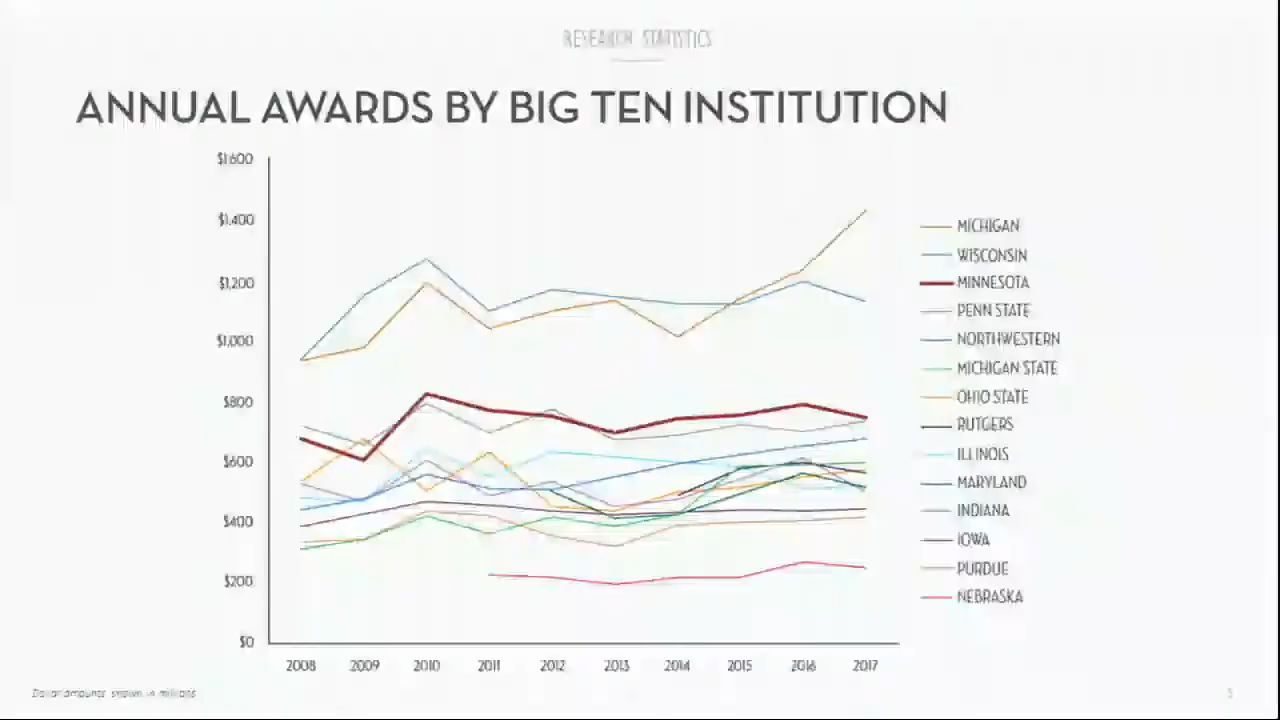 RESEARCH STATISTICS
ANNUAL AWARDS BY BIG TEN INSTITUTION
$1600
$1,400
$1,200
$1,000
$800
$600
$400
$200
$0
2008 2009 2010 2011 2012 2013 2014 2015 2016 2017
MICHIGAN
WISCONSIN
MINNESOTA
PENN STATE
NORTHWESTERN
MICHIGAN STATE
OHIO STATE
RUTGERS
ILLINOIS
MARYLAND
INDIANA
IOWA
PURDUE
NEBRASKA
Dollar amounts shown in millions
5